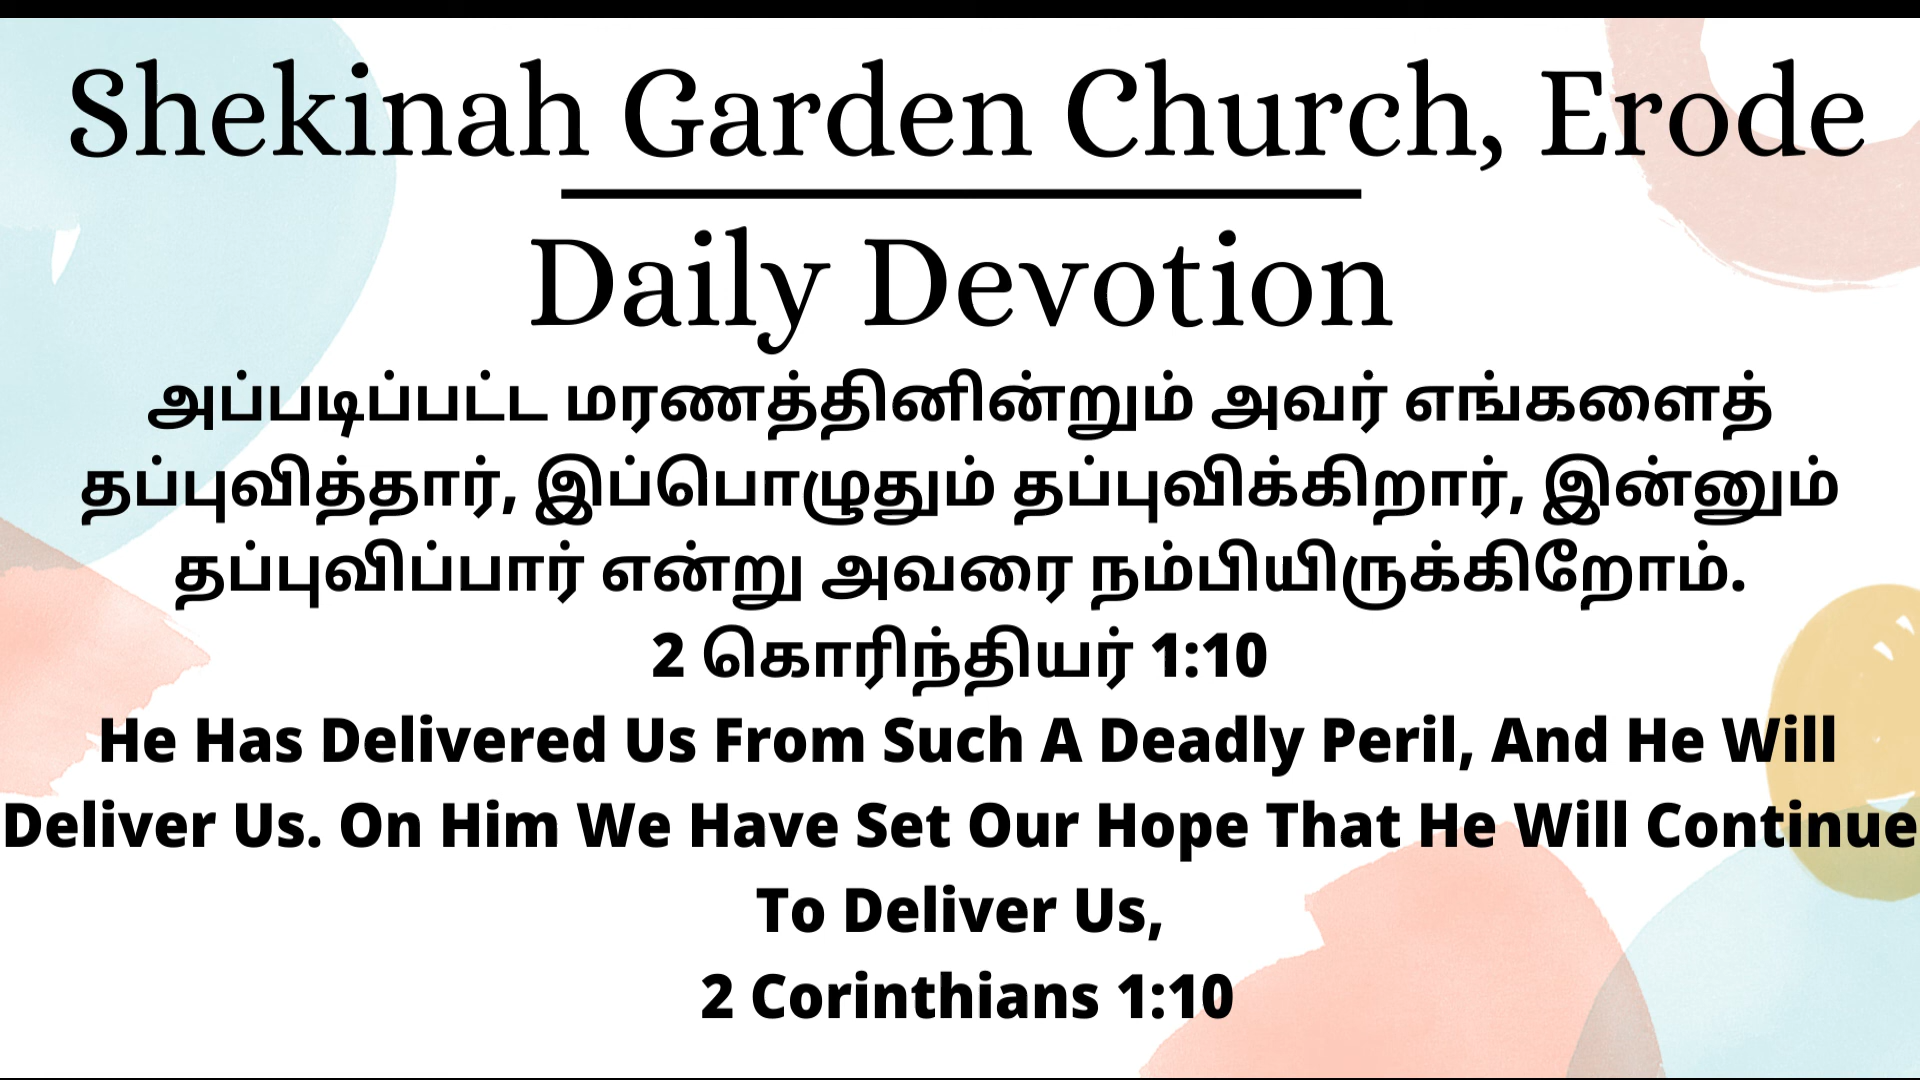 Shekinah Garden Church, Erode
Daily Devotion
அப்படிப்பட்ட மரணத்தினின்றும் அவர் எங்களைத்
தப்புவித்தார், இப்பொழுதும் தப்புவிக்கிறார், இன்னும்
தப்புவிப்பார் என்று அவரை நம்பியிருக்கிறோம்.
2 கொரிந்தியர் 1:10
He Has Delivered Us From Such A Deadly Peril, And He Will
Deliver Us. On Him We Have Set Our Hope That He Will Continue
To Deliver Us,
2 Corinthians 1:10